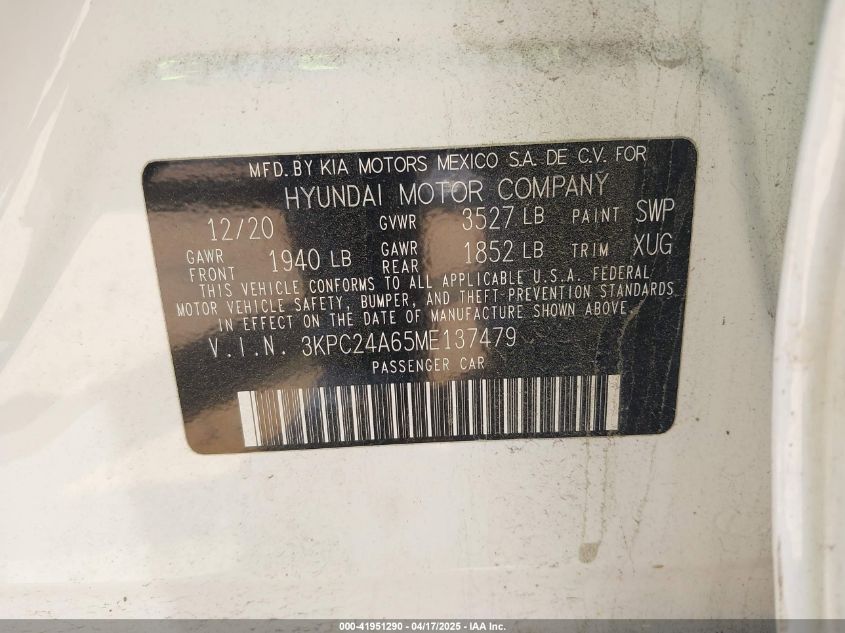 MFD. BY KIA MOTORS MEXICO S.A. DE C.V. FOR
HYUNDAI MOTOR COMPANY
12/20 GVWR 3527 LB PAINT SWP
GAWR FRONT 1940 LB GAWR REAR 1852 LB TRIM XUG
THIS VEHICLE CONFORMS TO ALL APPLICABLE U.S.A. FEDERAL
MOTOR VEHICLE SAFETY, BUMPER, AND THEFT PREVENTION STANDARDS
IN EFFECT ON THE DATE OF MANUFACTURE SHOWN ABOVE.
V.I.N. 3KPC24A65ME137479
PASSENGER CAR
000-41951290 - 04/17/2025 - IAA Inc.